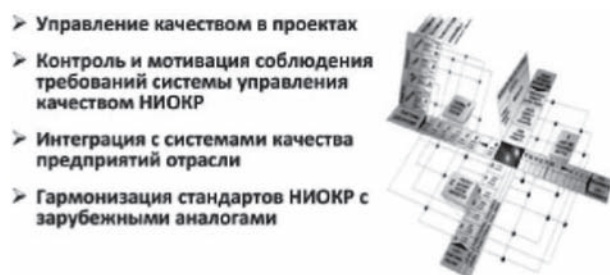 ➢ Управление качеством в проектах
➢ Контроль и мотивация соблюдения
требований системы управления
качеством НИОКР
➢ Интеграция с системами качества
предприятий отрасли
➢ Гармонизация стандартов НИОКР с
зарубежными аналогами